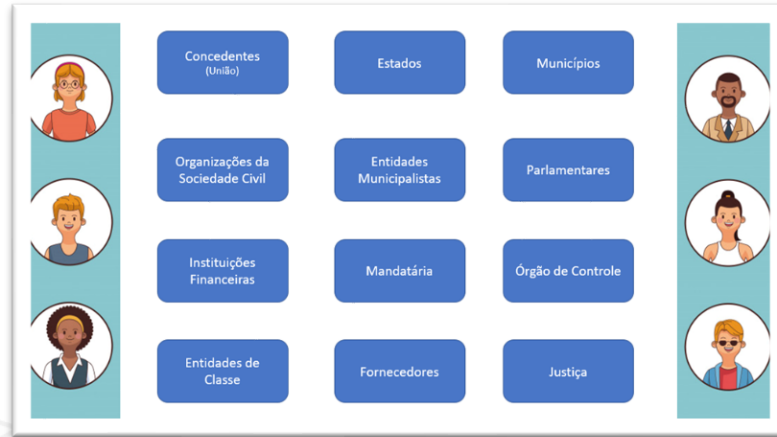 Concedentes
(União)
Estados
Municípios
Organizações da
Sociedade Civil
Entidades
Municipalistas
Parlamentares
Instituições
Financeiras
Mandatária
Órgão de Controle
Entidades de
Classe
Fornecedores
Justiça